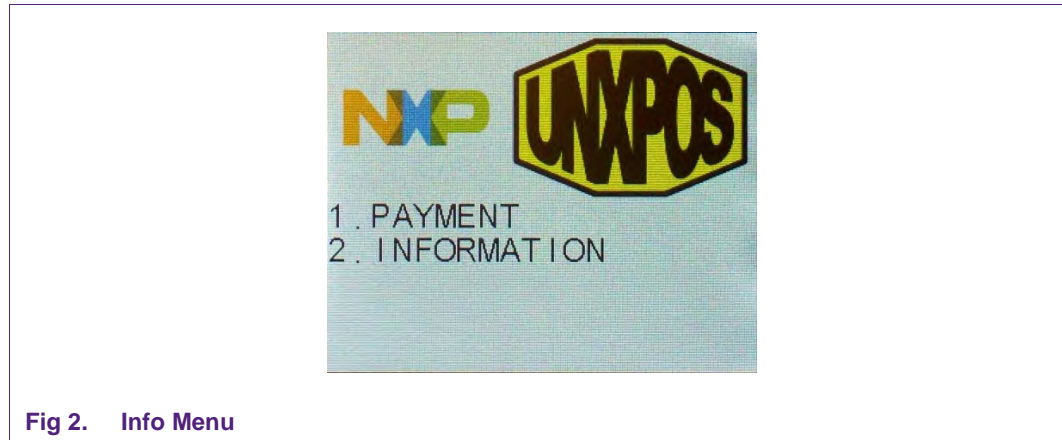 NXP
UNXPOS
1. PAYMENT
2. INFORMATION
Fig 2. Info Menu